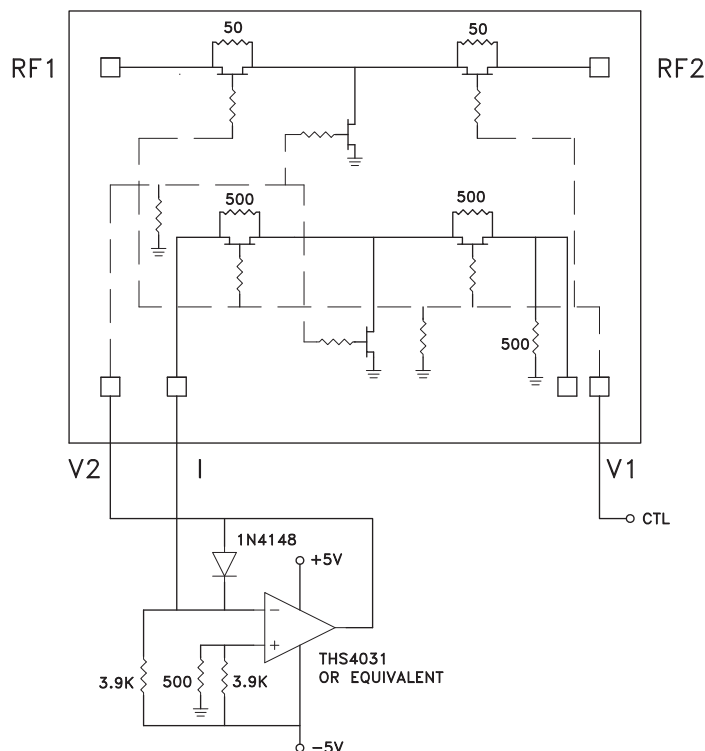 50
50
RF1
RF2
500
500
500
V2
I
V1
CTL
1N4148
+5V
−
+
THS4031
OR EQUIVALENT
3.9K
500
3.9K
−5V